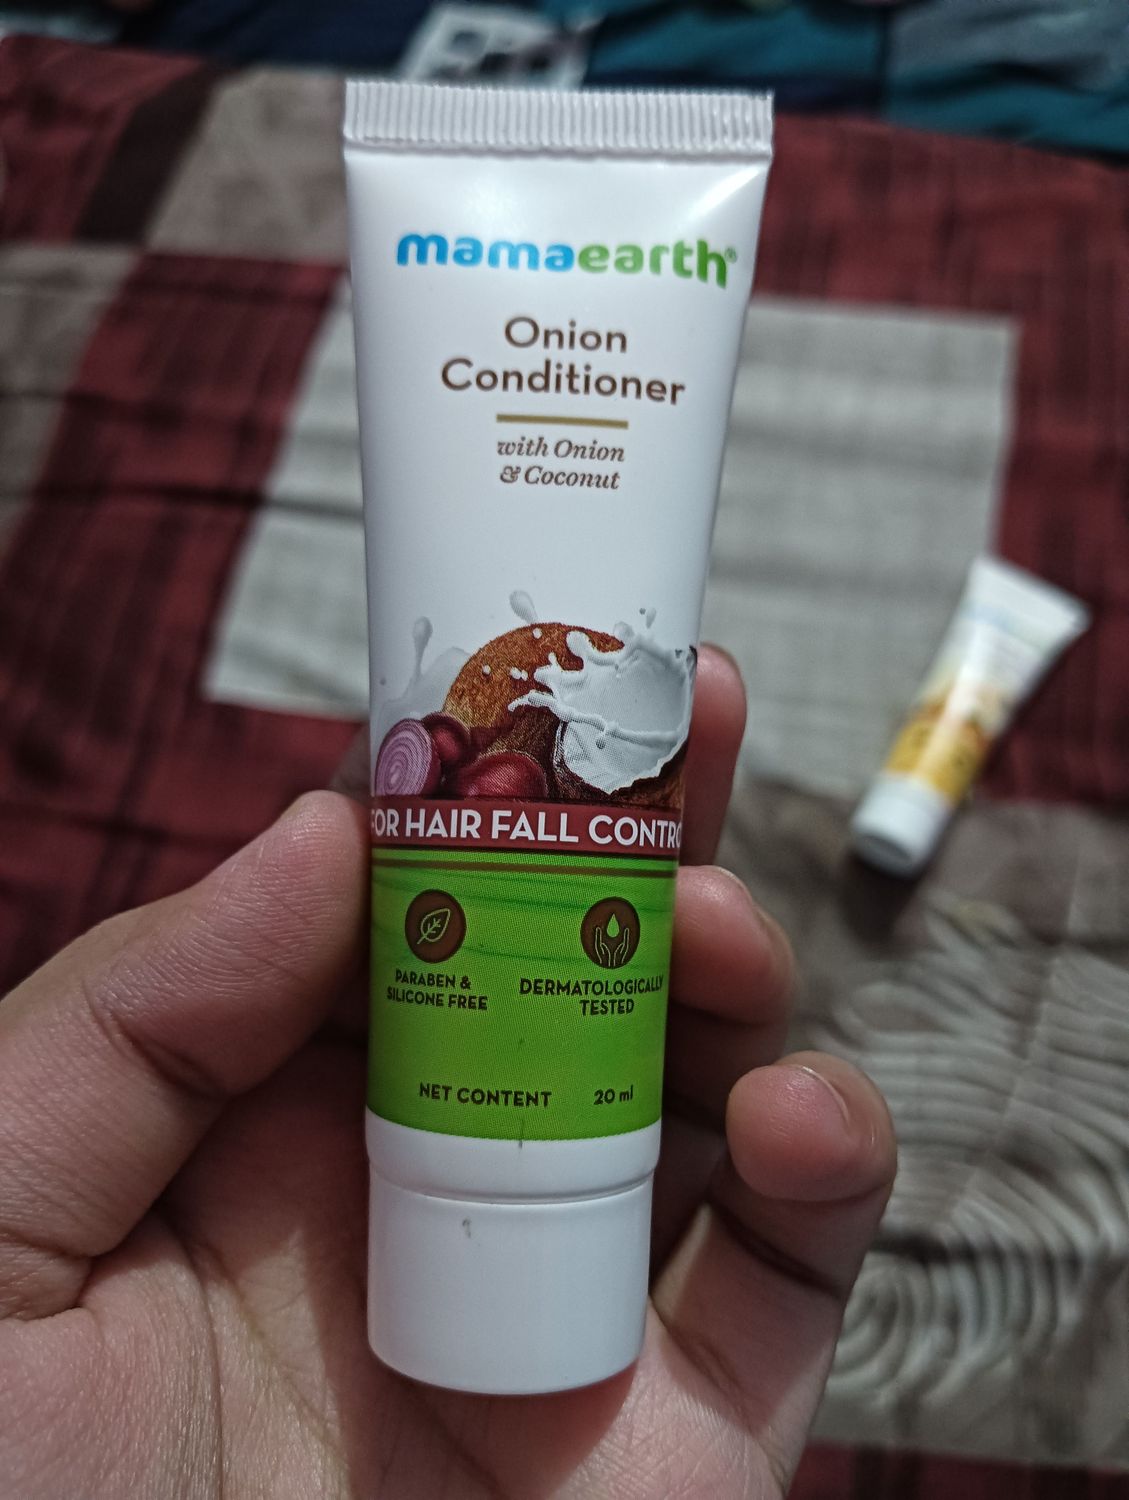 mamaearth®
Onion
Conditioner
with Onion
& Coconut
FOR HAIR FALL CONTRO
PARABEN &
SILICONE FREE
DERMATOLOGICALLY
TESTED
NET CONTENT 20 ml